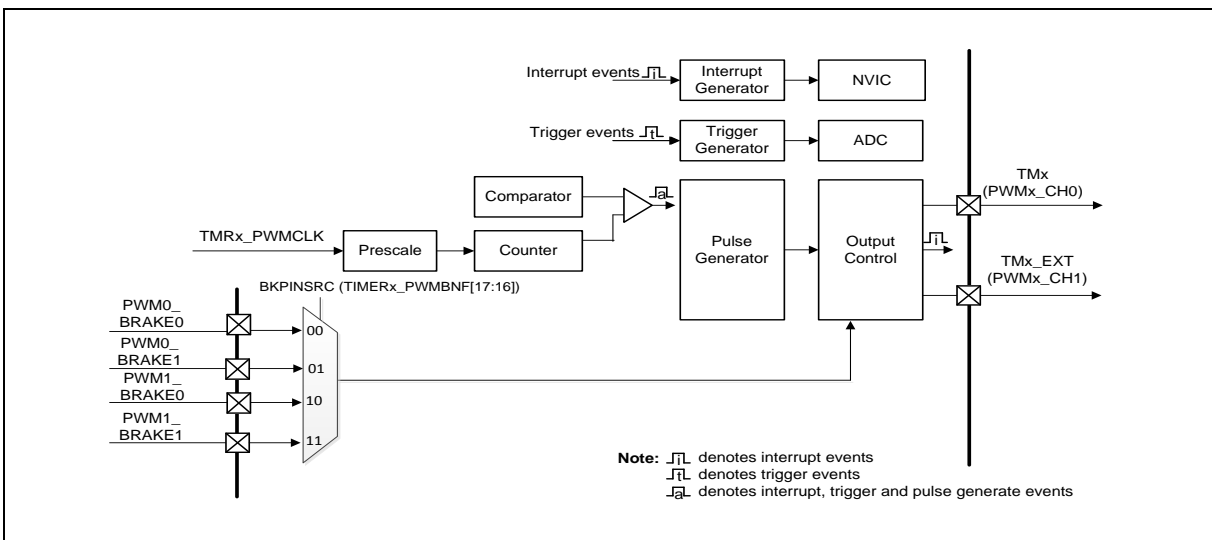 Interrupt events
i
Interrupt
Generator
NVIC
Trigger events
t
Trigger
Generator
ADC
Comparator
a
Pulse
Generator
Output
Control
i
TMx
(PWMx_CH0)
TMRx_PWMCLK
Prescale
Counter
TMx_EXT
(PWMx_CH1)
BKPINSRC (TIMERx_PWMBNF[17:16])
PWM0_
BRAKE0
00
PWM0_
BRAKE1
01
PWM1_
BRAKE0
10
PWM1_
BRAKE1
11
Note: i denotes interrupt events
t denotes trigger events
a denotes interrupt, trigger and pulse generate events